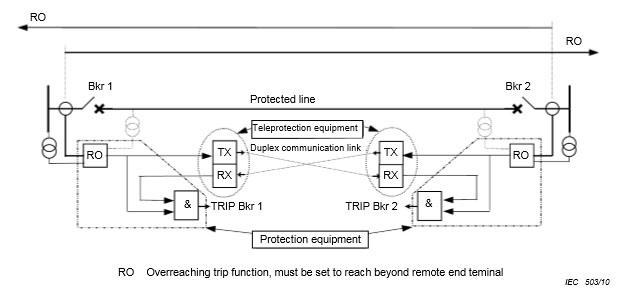 RO
RO
Bkr 1
Bkr 2
Protected line
Teleprotection equipment
RO
TX
Duplex communication link
TX
RO
RX
RX
&
TRIP Bkr 1
TRIP Bkr 2
&
Protection equipment
RO Overreaching trip function, must be set to reach beyond remote end teminal
IEC 503/10